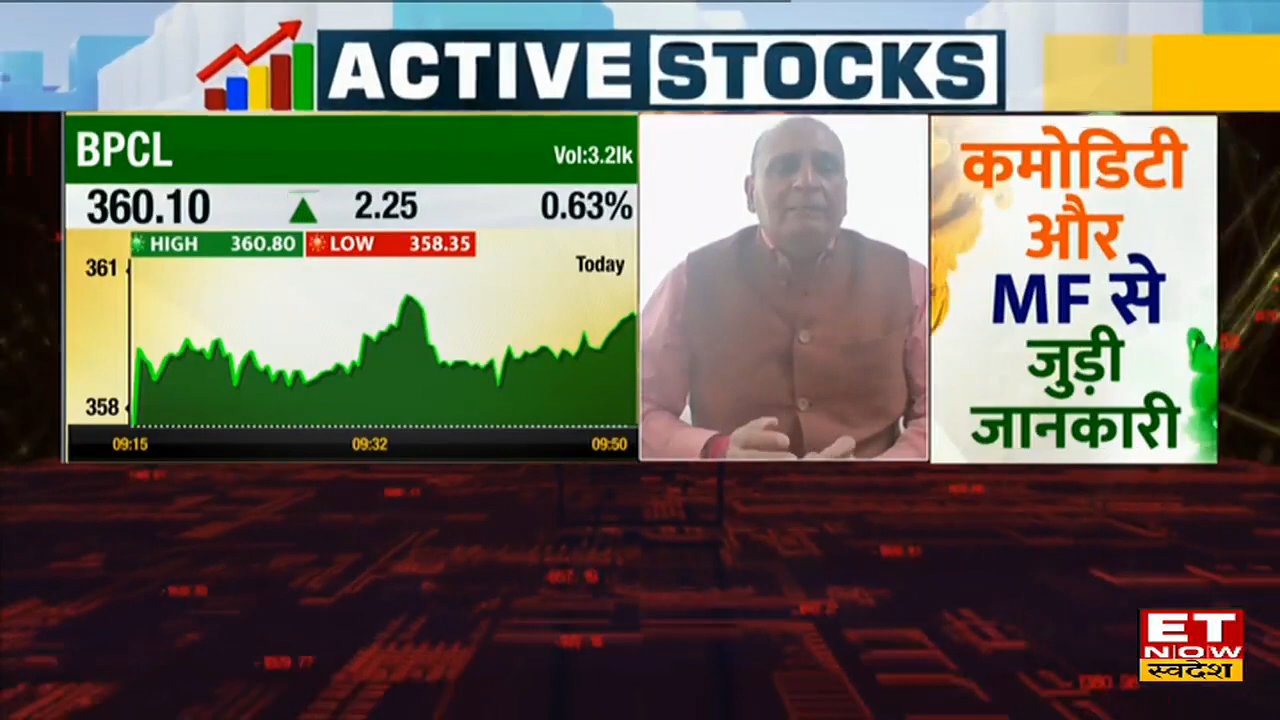 ACTIVE STOCKS
BPCL
Vol:3.2lk
360.10 2.25 0.63%
HIGH 360.80 LOW 358.35
361
Today
358
09:15 09:32 09:50
कमोडिटी
और
MF से
जुड़ी
जानकारी
ET
NOW
स्वदेश